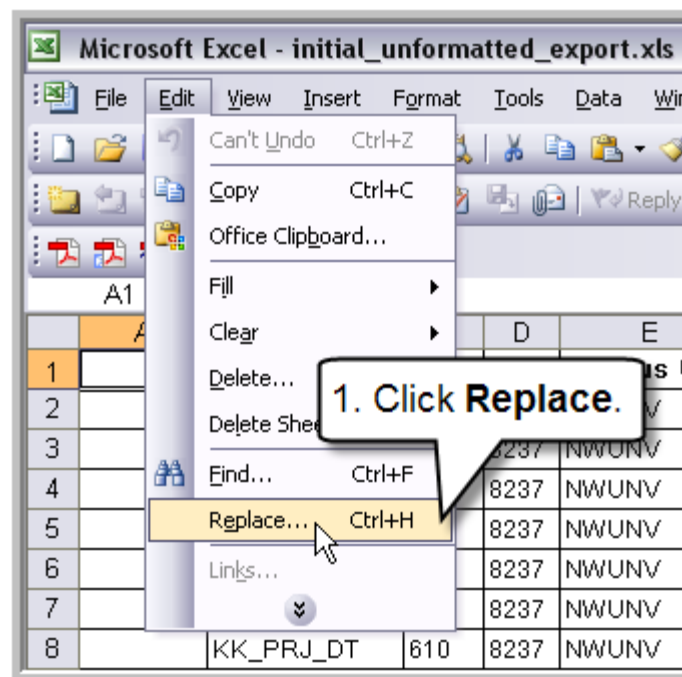 Microsoft Excel - initial_unformatted_export.xls
File Edit View Insert Format Tools Data
Can't Undo Ctrl+Z
Copy Ctrl+C
Reply
Office Clipboard...
A1 Fill
Clear D E
1 Delete...
1. Click Replace.
2 Delete
3 8237 NWUNV
4 Find... Ctrl+F 8237 NWUNV
5 Replace... Ctrl+H 8237 NWUNV
6 Links... 8237 NWUNV
7 8237 NWUNV
8 KK_PRJ_DT 610 8237 NWUNV